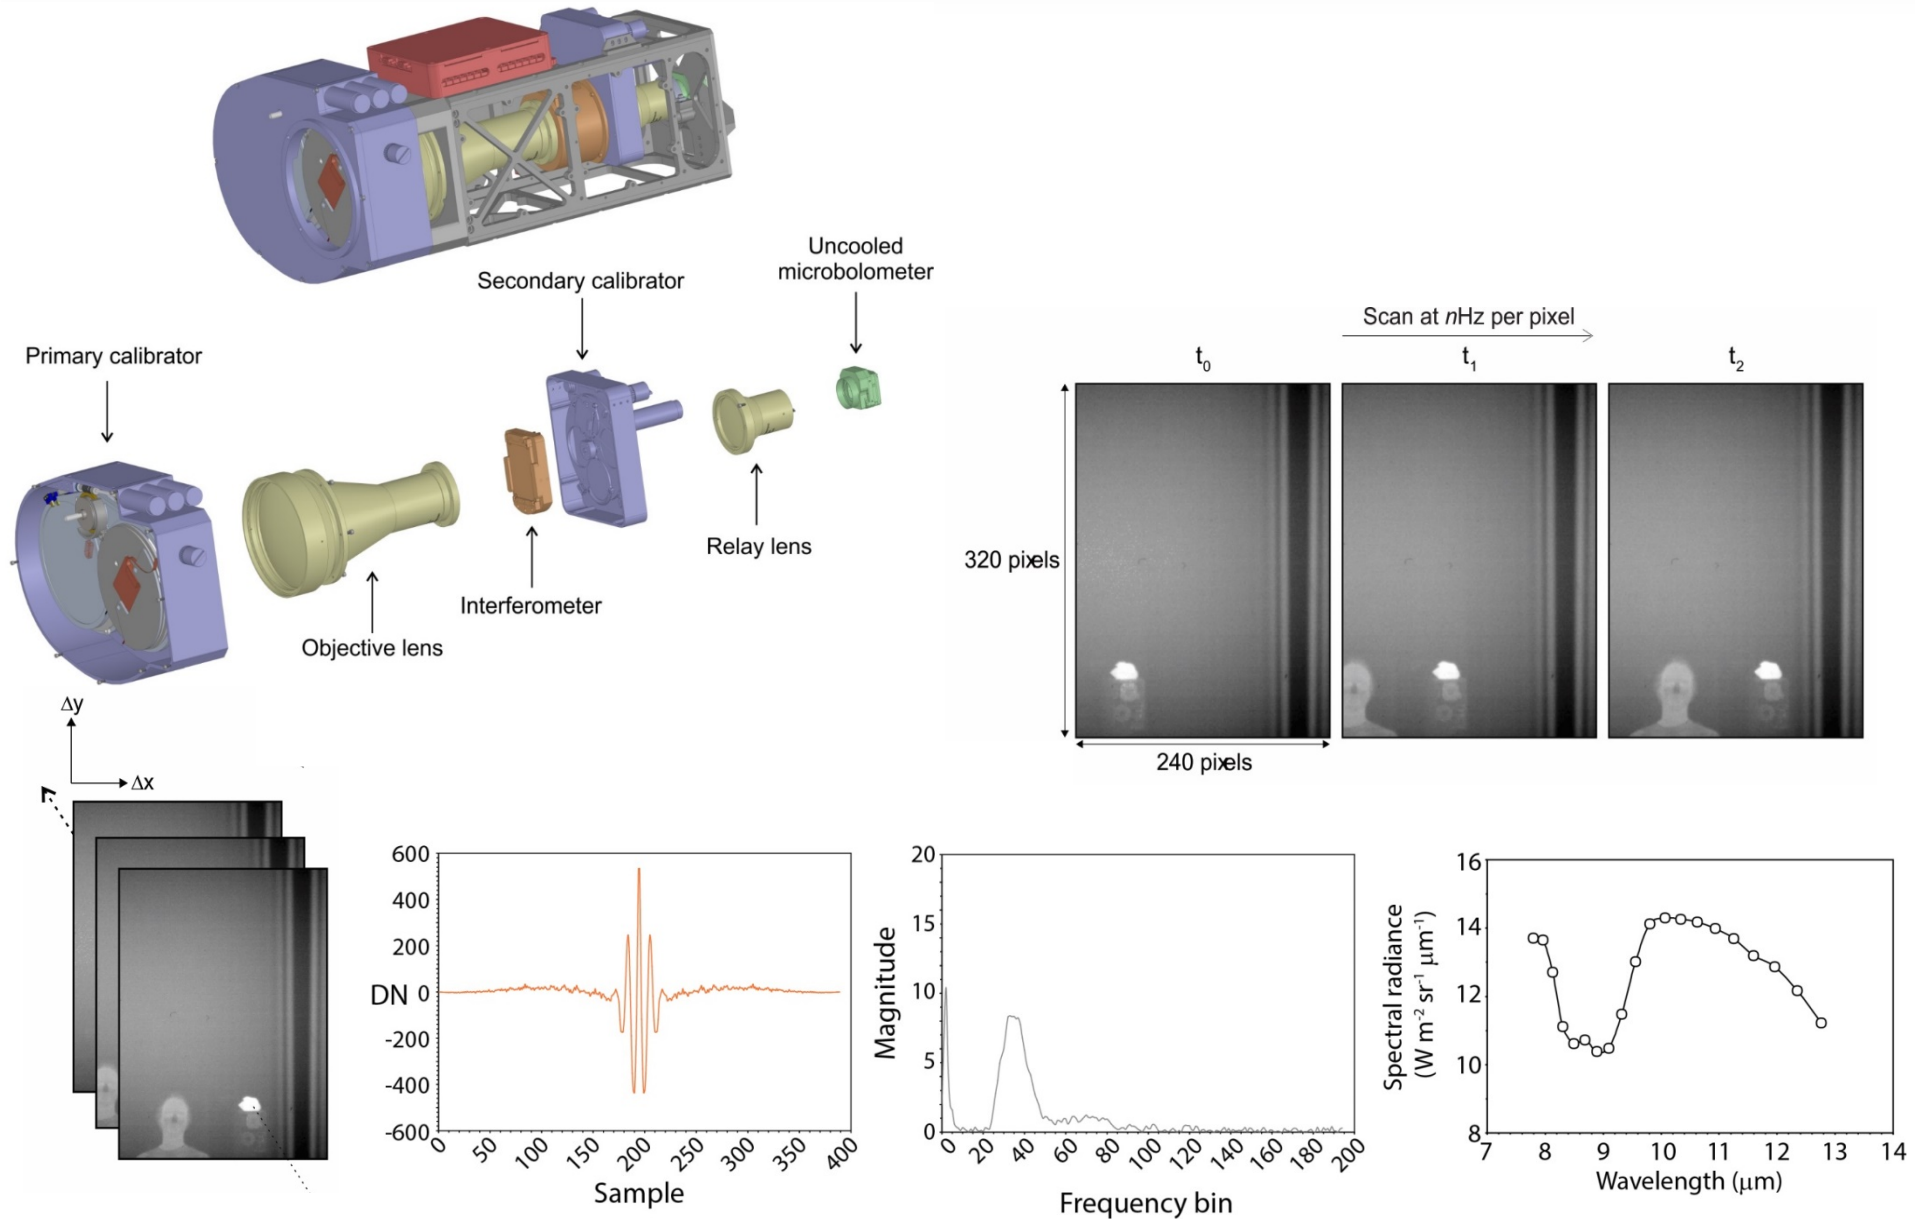 Uncooled
microbolometer
Secondary calibrator
Primary calibrator
Relay lens
Interferometer
Objective lens
Scan at nHz per pixel
t0
t1
t2
320 pixels
240 pixels
Δy
Δx
600
400
200
DN 0
-200
-400
-600
0 50 100 150 200 250 300 350 400
Sample
20
15
10
5
0
Magnitude
0 20 40 60 80 100 120 140 160 180 200
Frequency bin
16
14
12
10
8
Spectral radiance
(W m-2 sr-1 µm-1)
7 8 9 10 11 12 13 14
Wavelength (µm)